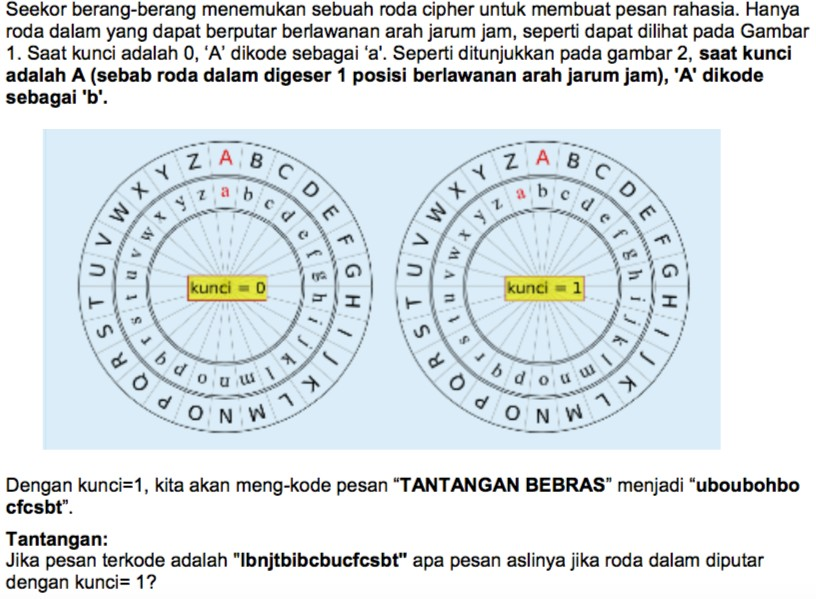 Seekor berang-berang menemukan sebuah roda cipher untuk membuat pesan rahasia. Hanya
roda dalam yang dapat berputar berlawanan arah jarum jam, seperti dapat dilihat pada Gambar
1. Saat kunci adalah 0, ‘A’ dikode sebagai ‘a'. Seperti ditunjukkan pada gambar 2, saat kunci
adalah A (sebab roda dalam digeser 1 posisi berlawanan arah jarum jam), 'A' dikode
sebagai 'b'.
A B C D E F G H I J K L M N O P Q R S T U V W X Y Z
a b c d e f g h i j k l m n o p q r s t u v w x y z
kunci = 0
A B C D E F G H I J K L M N O P Q R S T U V W X Y Z
a b c d e f g h i j k l m n o p q r s t u v w x y z
kunci = 1
Dengan kunci=1, kita akan meng-kode pesan “TANTANGAN BEBRAS” menjadi “uboubohbo
cfcsbt”.
Tantangan:
Jika pesan terkode adalah "lbnjtbibcbucfcsbt" apa pesan aslinya jika roda dalam diputar
dengan kunci= 1?